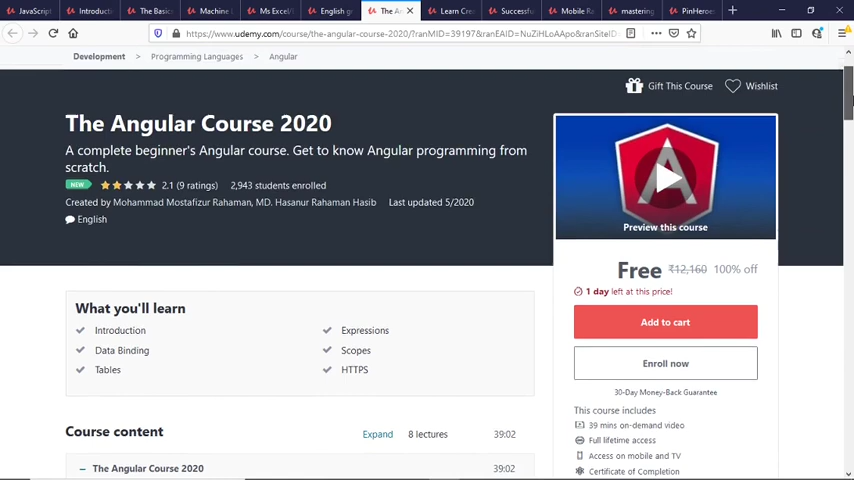 JavaScript
Introducti
The Basics
Machine L
Ms Excel/
English gr
The An
Learn Crea
Successfu
Mobile Ra
mastering
PinHeroes
https://www.udemy.com/course/the-angular-course-2020/?ranMID=39197&ranEAID=NuZiHLoAApo&ranSiteI
Development > Programming Languages > Angular
Gift This Course Wishlist
The Angular Course 2020
A complete beginner's Angular course. Get to know Angular programming from
scratch.
NEW 2.1 (9 ratings) 2,943 students enrolled
Created by Mohammad Mostafizur Rahaman, MD. Hasanur Rahaman Hasib Last updated 5/2020
English
Preview this course
Free ₹12,160 100% off
1 day left at this price!
Add to cart
Enroll now
30-Day Money-Back Guarantee
This course includes
39 mins on-demand video
Full lifetime access
Access on mobile and TV
Certificate of Completion
What you'll learn
Introduction
Expressions
Data Binding
Scopes
Tables
HTTPS
Course content
Expand 8 lectures 39:02
The Angular Course 2020 39:02